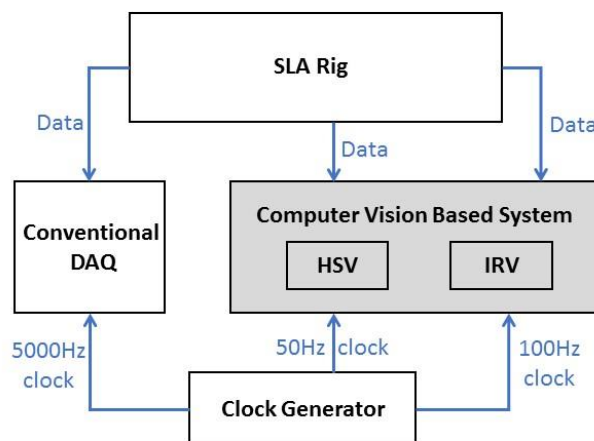 SLA Rig
Data
Data
Data
Conventional
DAQ
Computer Vision Based System
HSV
IRV
5000Hz
clock
50Hz clock
100Hz
clock
Clock Generator